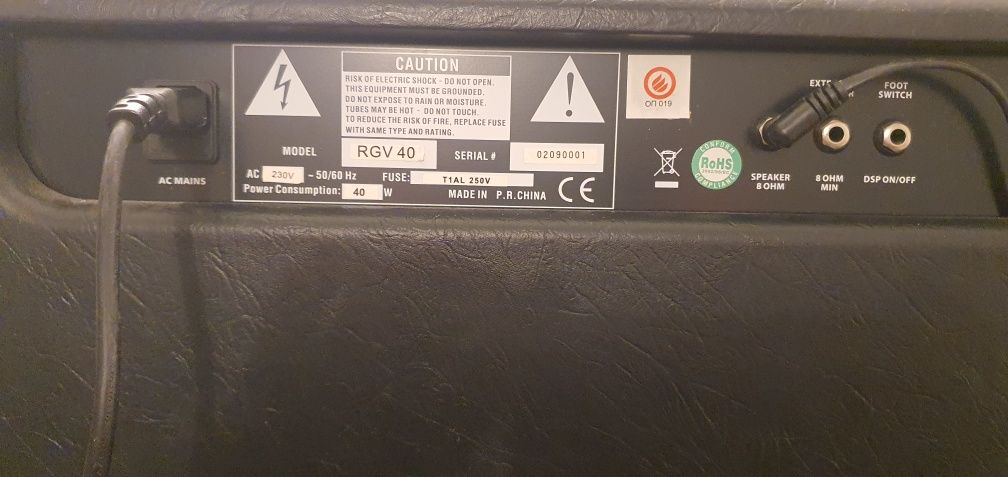 CAUTION
RISK OF ELECTRIC SHOCK - DO NOT OPEN.
THIS EQUIPMENT MUST BE GROUNDED.
DO NOT EXPOSE TO RAIN OR MOISTURE.
TUBES MAY BE HOT - DO NOT TOUCH.
TO REDUCE THE RISK OF FIRE, REPLACE FUSE
WITH SAME TYPE AND RATING.
MODEL RGV 40 SERIAL # 02090001
AC 230V ~ 50/60 Hz FUSE: T1AL 250V
Power Consumption: 40 W MADE IN P.R.CHINA CE
AC MAINS
ОП 019
CONFORM
RoHS
COMPLIANCE
SPEAKER
8 OHM
8 OHM
MIN
FOOT
SWITCH
DSP ON/OFF